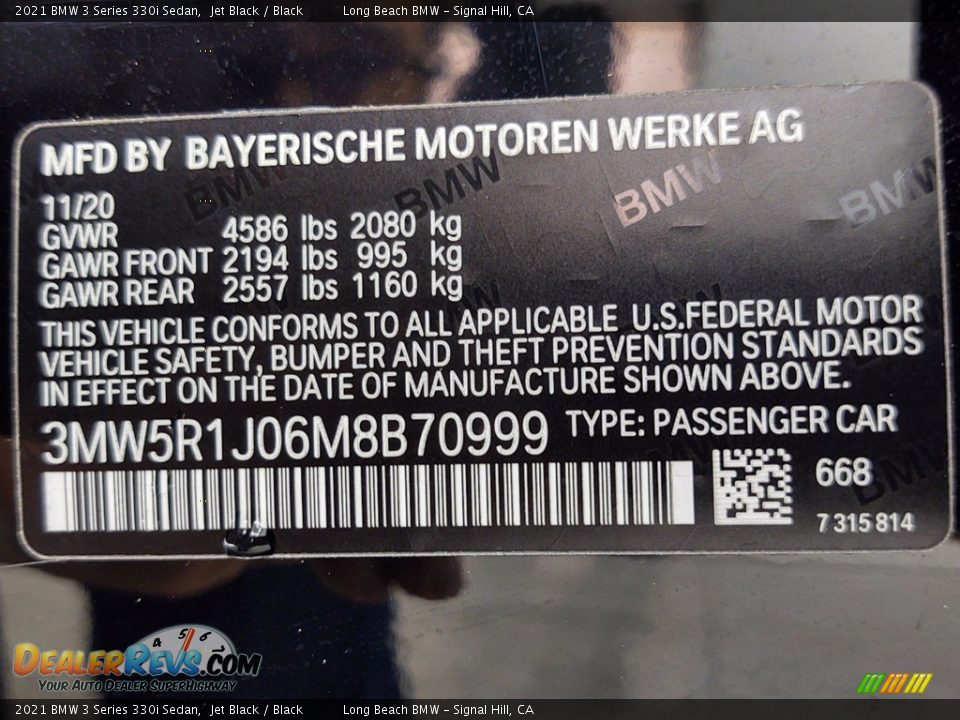 2021 BMW 3 Series 330i Sedan, Jet Black / Black Long Beach BMW - Signal Hill, CA
MFD BY BAYERISCHE MOTOREN WERKE AG
BMW BMW BMW BMW
11/20
GVWR 4586 lbs 2080 kg
GAWR FRONT 2194 lbs 995 kg
GAWR REAR 2557 lbs 1160 kg
THIS VEHICLE CONFORMS TO ALL APPLICABLE U.S.FEDERAL MOTOR
VEHICLE SAFETY, BUMPER AND THEFT PREVENTION STANDARDS
IN EFFECT ON THE DATE OF MANUFACTURE SHOWN ABOVE.
3MW5R1J06M8B70999 TYPE: PASSENGER CAR
668
BMW
7 315 814
4 5 6
DEALERREVS.COM
YOUR AUTO DEALER SUPERHIGHWAY
2021 BMW 3 Series 330i Sedan, Jet Black / Black Long Beach BMW - Signal Hill, CA